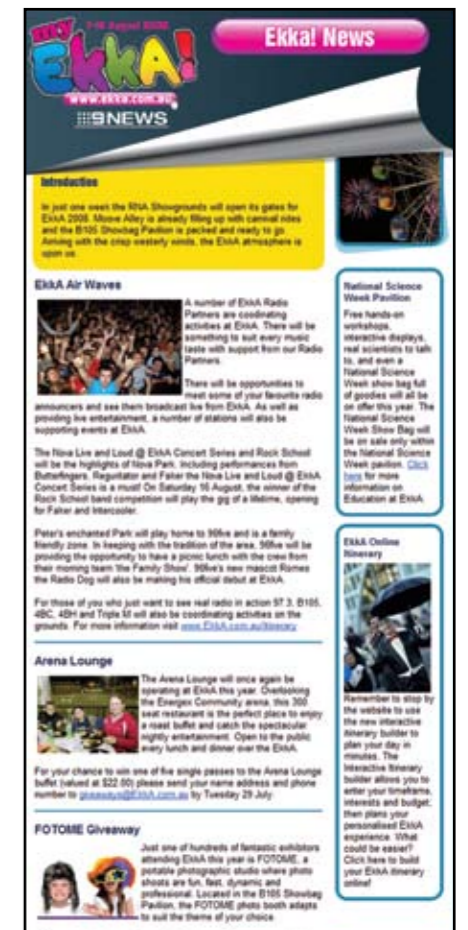 my
7-16 August 2008
EkkA!
www.ekka.com.au
9NEWS
Ekka! News
Introduction
In just one week the RNA Showgrounds will open its gates for
EkkA 2008. Moove Alley is already filling up with carnival rides
and the B105 Showbag Pavilion is packed and ready to go.
Arriving with the crisp westerly winds, the EkkA atmosphere is
upon us.
EkkA Air Waves
A number of EkkA Radio
Partners are coodinating
activities at EkkA. There will be
something to suit every music
taste with support from our Radio
Partners.
There will be opportunities to
meet some of your favourite radio
announcers and see them broadcast live from EkkA. As well as
providing live entertainment, a number of stations will also be
supporting events at EkkA.
The Nova Live and Loud @ EkkA Concert Series and Rock School
will be the highlights of Nova Park. Including performances from
Butterfingers, Reguritator and Faker the Nova Live and Loud @ EkkA
Concert Series is a must! On Saturday 16 August, the winner of the
Rock School band competition will play the gig of a lifetime, opening
for Faker and Intercooler.
Peter's enchanted Park will play home to 96five and is a family
friendly zone. In keeping with the tradition of the area, 96five will be
providing the opportunity to have a picnic lunch with the crew from
their morning team 'the Family Show'. 96five's new mascot Romeo
the Radio Dog will also be making his official debut at EkkA.
For those of you who just want to see real radio in action 97.3, B105,
4BC, 4BH and Triple M will also be coordinating activities on the
grounds. For more information visit www.EkkA.com.au/itinerary
Arena Lounge
The Arena Lounge will once again be
operating at EkkA this year. Overlooking
the Energex Community arena, this 300
seat restaurant is the perfect place to enjoy
a roast buffet and catch the spectacular
nightly entertainment. Open to the public
every lunch and dinner over the EkkA.
For your chance to win one of five single passes to the Arena Lounge
buffet (valued at $22.00) please send your name address and phone
number to giveaways@EkkA.com.au by Tuesday 29 July.
FOTOME Giveaway
Just one of hundreds of fantastic exhibitors
attending EkkA this year is FOTOME, a
portable photographic studio where photo
shoots are fun, fast, dynamic and
professional. Located in the B105 Showbag
Pavilion, the FOTOME photo booth adapts
to suit the theme of your choice.
National Science
Week Pavilion
Free hands-on
workshops,
interactive displays,
real scientists to talk
to, and even a
National Science
Week show bag full
of goodies will all be
on offer this year. The
National Science
Week Show Bag will
be on sale only within
the National Science
Week pavilion. Click
here for more
information on
Education at EkkA.
EkkA Online
Itinerary
Remember to stop by
the website to use
the new interactive
itinerary builder to
plan your day in
minutes. The
Interactive Itinerary
builder allows you to
enter your timeframe,
interests and budget,
then plans your
personalised EkkA
experience. What
could be easier?
Click here to build
your EkkA itinerary
online!